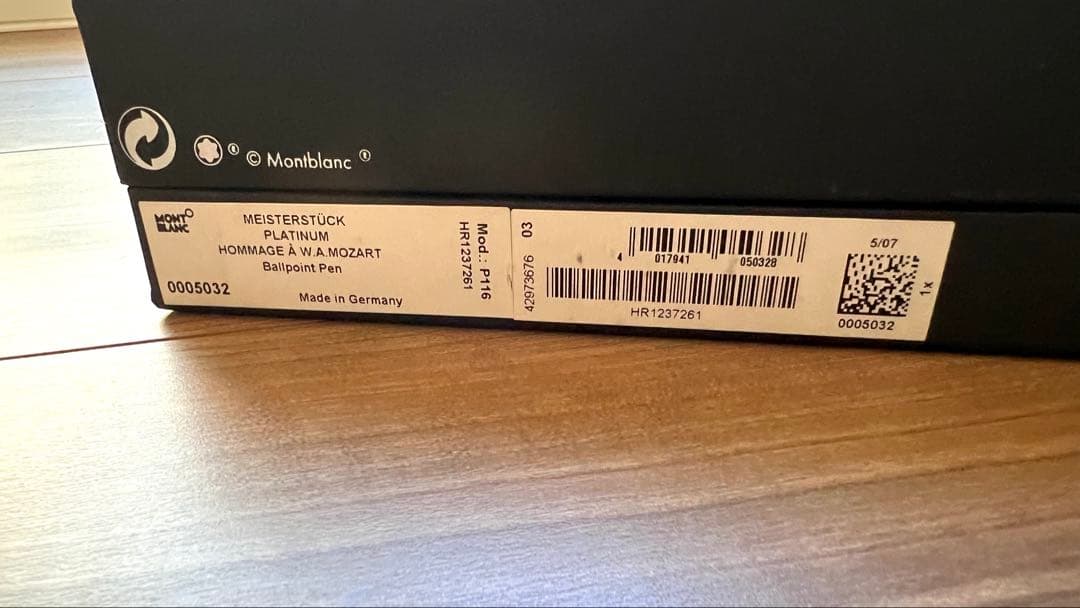 ® © Montblanc ®
MONT
BLANC
MEISTERSTÜCK
PLATINUM
HOMMAGE À W.A.MOZART
Ballpoint Pen
0005032
Made in Germany
Mod.: P116
HR1237261
42973676 03
4 017941 050328
HR1237261
5/07
1x
0005032